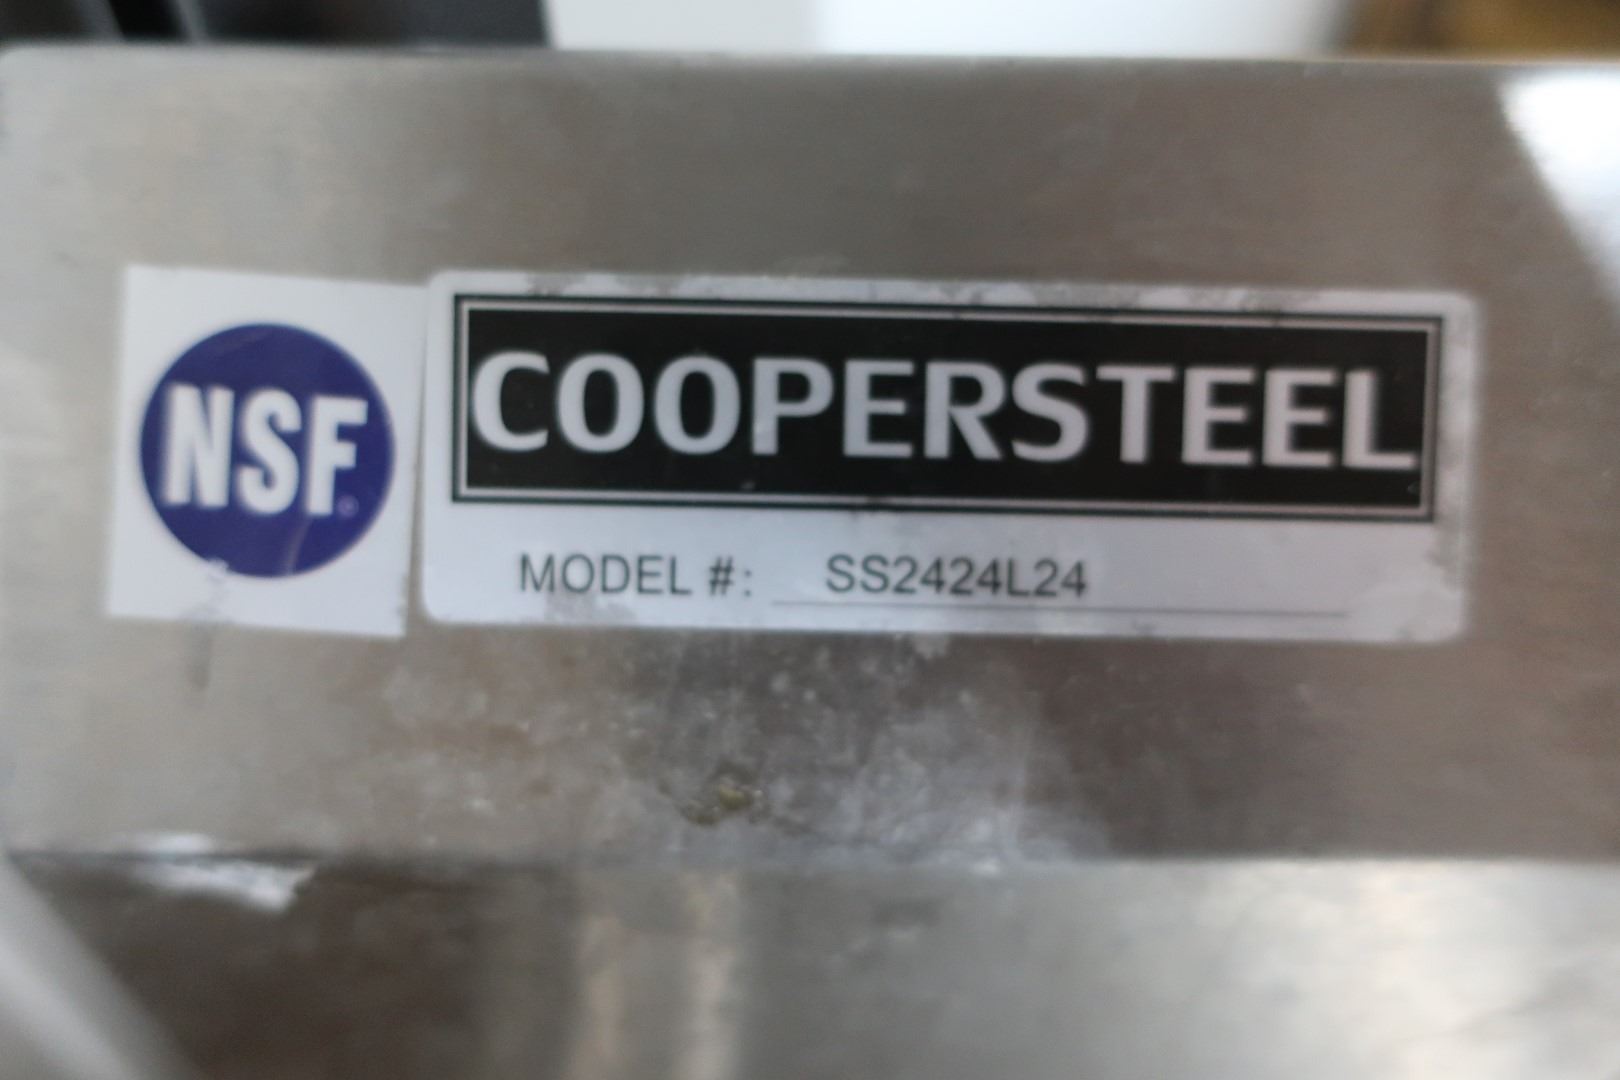 NSF®
COOPERSTEEL
MODEL #: SS2424L24